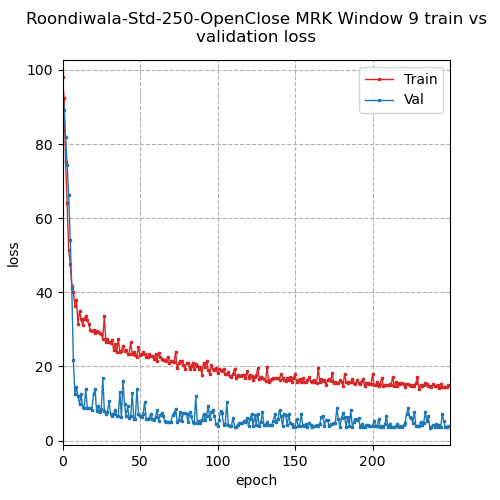 Roondiwala-Std-250-OpenClose MRK Window 9 train vs
validation loss
Train
Val
100
80
60
40
20
0
loss
0 50 100 150 200
epoch